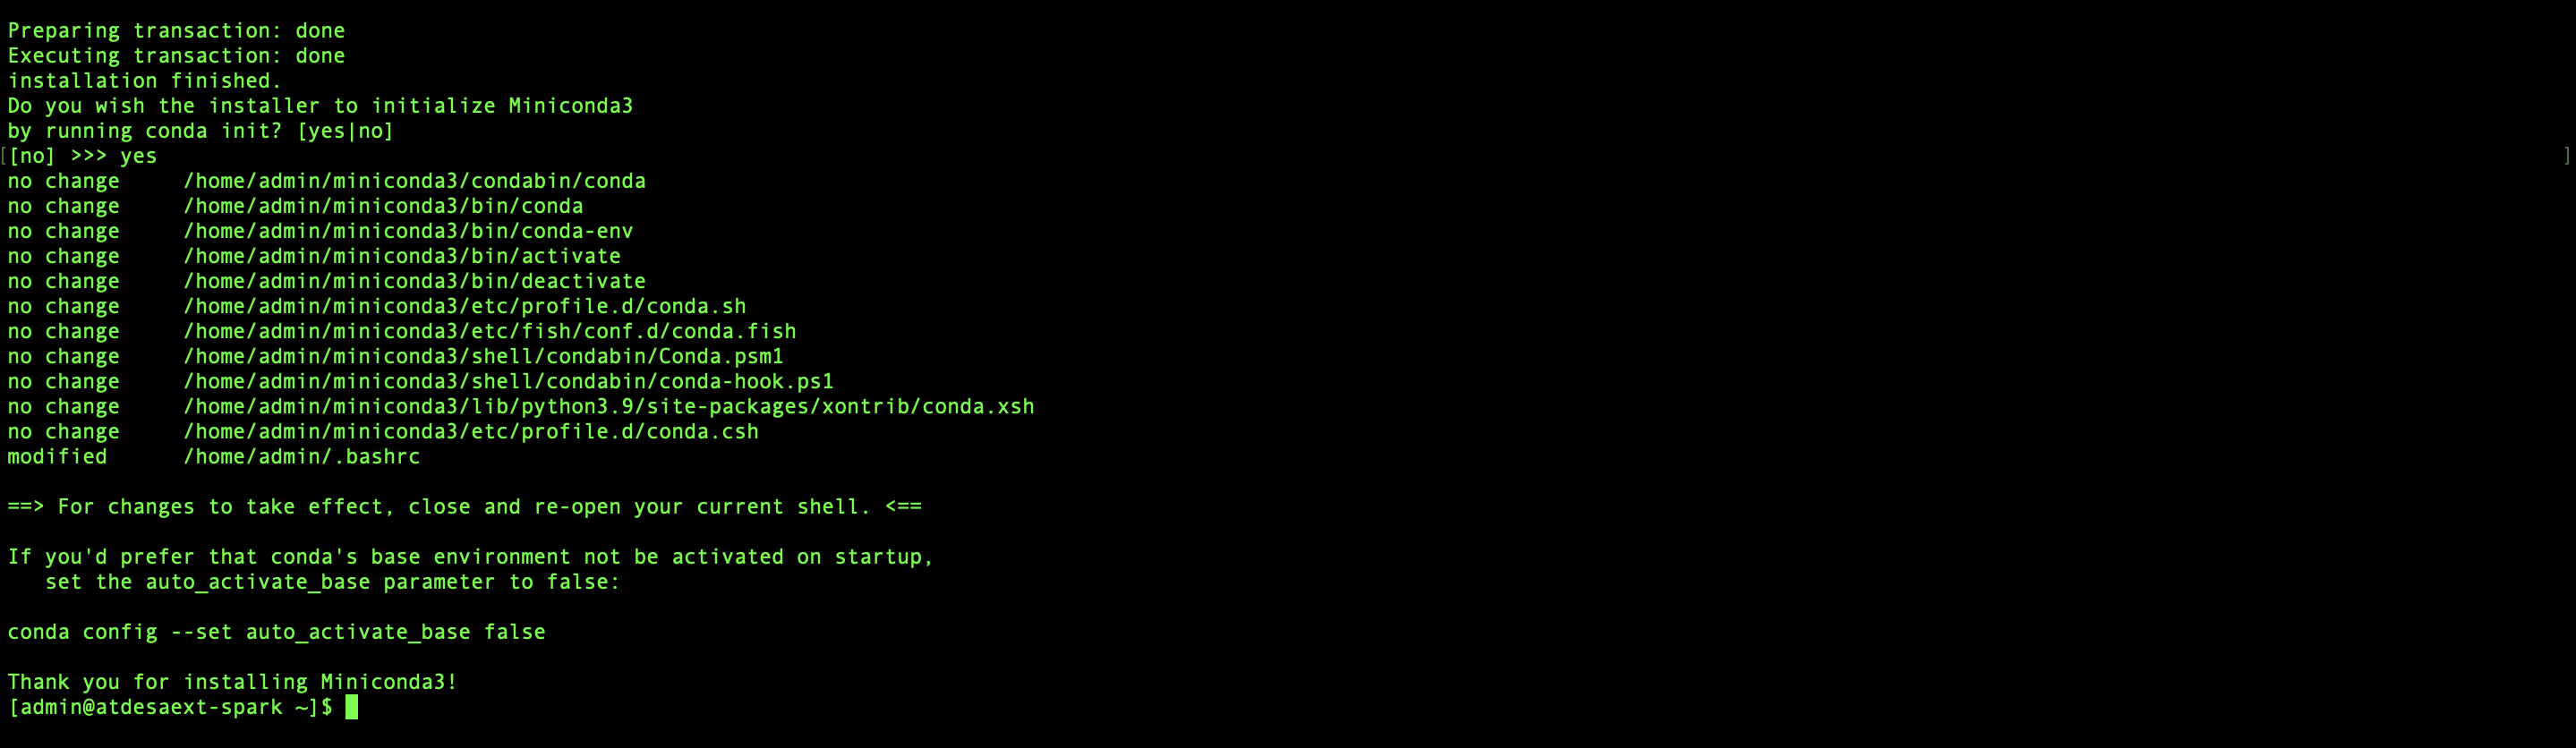 Preparing transaction: done
Executing transaction: done
installation finished.
Do you wish the installer to initialize Miniconda3
by running conda init? [yes|no]
[[no] >>> yes ]
no change     /home/admin/miniconda3/condabin/conda
no change     /home/admin/miniconda3/bin/conda
no change     /home/admin/miniconda3/bin/conda-env
no change     /home/admin/miniconda3/bin/activate
no change     /home/admin/miniconda3/bin/deactivate
no change     /home/admin/miniconda3/etc/profile.d/conda.sh
no change     /home/admin/miniconda3/etc/fish/conf.d/conda.fish
no change     /home/admin/miniconda3/shell/condabin/Conda.psm1
no change     /home/admin/miniconda3/shell/condabin/conda-hook.ps1
no change     /home/admin/miniconda3/lib/python3.9/site-packages/xontrib/conda.xsh
no change     /home/admin/miniconda3/etc/profile.d/conda.csh
modified      /home/admin/.bashrc
==> For changes to take effect, close and re-open your current shell. <==
If you'd prefer that conda's base environment not be activated on startup,
   set the auto_activate_base parameter to false:
conda config --set auto_activate_base false
Thank you for installing Miniconda3!
[admin@atdesaext-spark ~]$